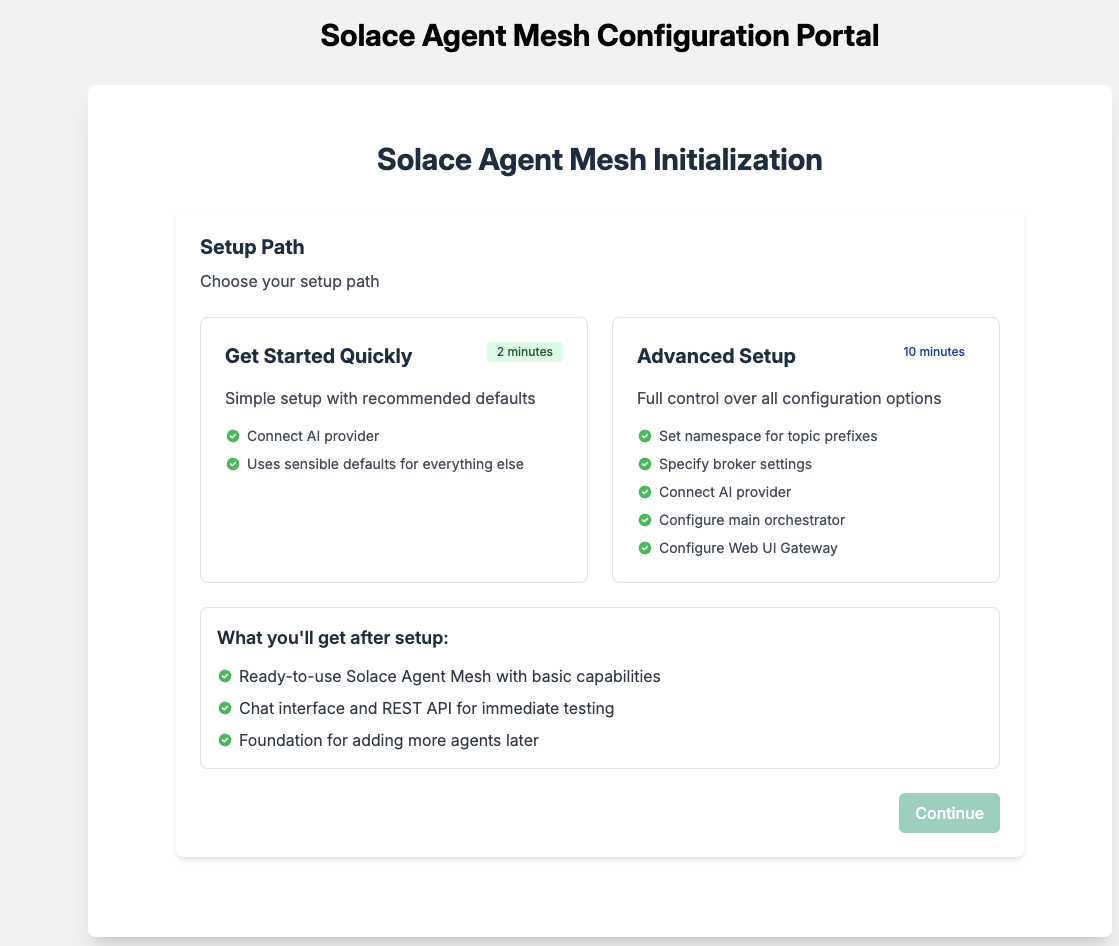 Solace Agent Mesh Configuration Portal
Solace Agent Mesh Initialization
Setup Path
Choose your setup path
Get Started Quickly
2 minutes
Simple setup with recommended defaults
Connect AI provider
Uses sensible defaults for everything else
Advanced Setup
10 minutes
Full control over all configuration options
Set namespace for topic prefixes
Specify broker settings
Connect AI provider
Configure main orchestrator
Configure Web UI Gateway
What you'll get after setup:
Ready-to-use Solace Agent Mesh with basic capabilities
Chat interface and REST API for immediate testing
Foundation for adding more agents later
Continue